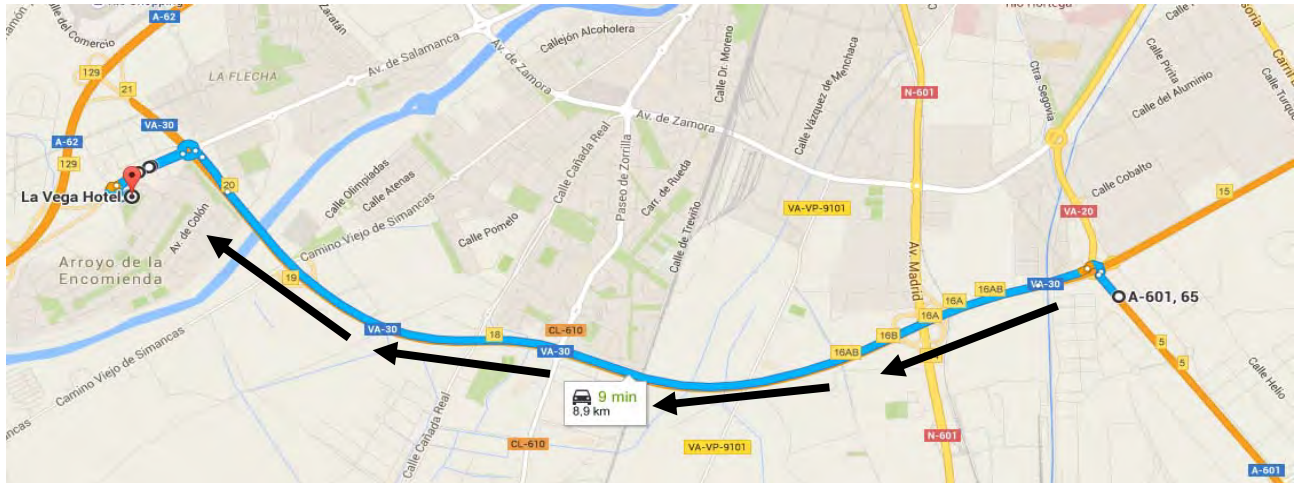 A-62
Calle del Comercio
Zaratán
129
21
LA FLECHA
Av. de Salamanca
Callejón Alcoholera
Av. de Zamora
Calle Dr. Moreno
Calle Vázquez de Menchaca
N-601
Ctra. Segovia
Calle Pirita
Calle del Aluminio
VA-30
A-62
129
La Vega Hotel
20
Av. de Colón
Calle Olimpiadas
Calle Atenas
Camino Viejo de Simancas
Calle Cañada Real
Paseo de Zorrilla
Carr. de Rueda
Av. de Zamora
Calle Pomelo
Calle de Treviño
VA-VP-9101
Calle Cobalto
15
VA-20
Arroyo de la
Encomienda
19
Av. Madrid
16AB
16A
VA-30
A-601, 65
16A
16B
VA-30
18
CL-610
VA-30
16AB
5
5
Calle Helio
9 min
8,9 km
Camino Viejo de Simancas
Calle Cañada Real
CL-610
VA-VP-9101
N-601
A-601